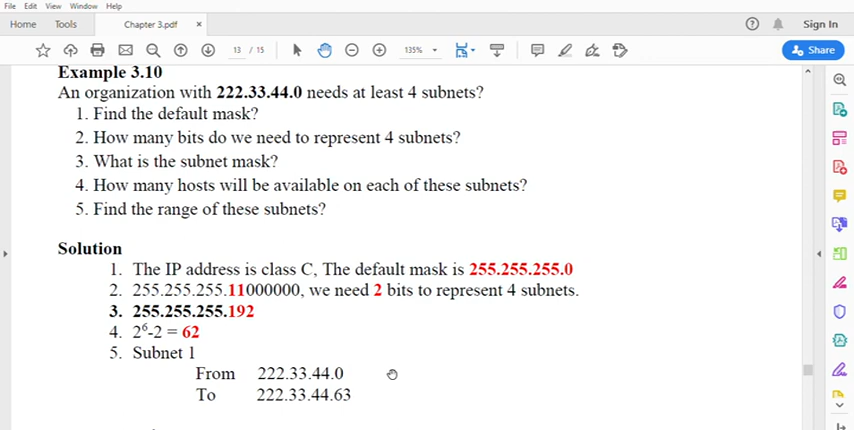 File Edit View Window Help
Home Tools Chapter 3.pdf × Sign In
13 / 15 135% Share
Example 3.10
An organization with 222.33.44.0 needs at least 4 subnets?
1. Find the default mask?
2. How many bits do we need to represent 4 subnets?
3. What is the subnet mask?
4. How many hosts will be available on each of these subnets?
5. Find the range of these subnets?
Solution
1. The IP address is class C, The default mask is 255.255.255.0
2. 255.255.255.11000000, we need 2 bits to represent 4 subnets.
3. 255.255.255.192
4. 2⁶-2 = 62
5. Subnet 1
From 222.33.44.0
To 222.33.44.63